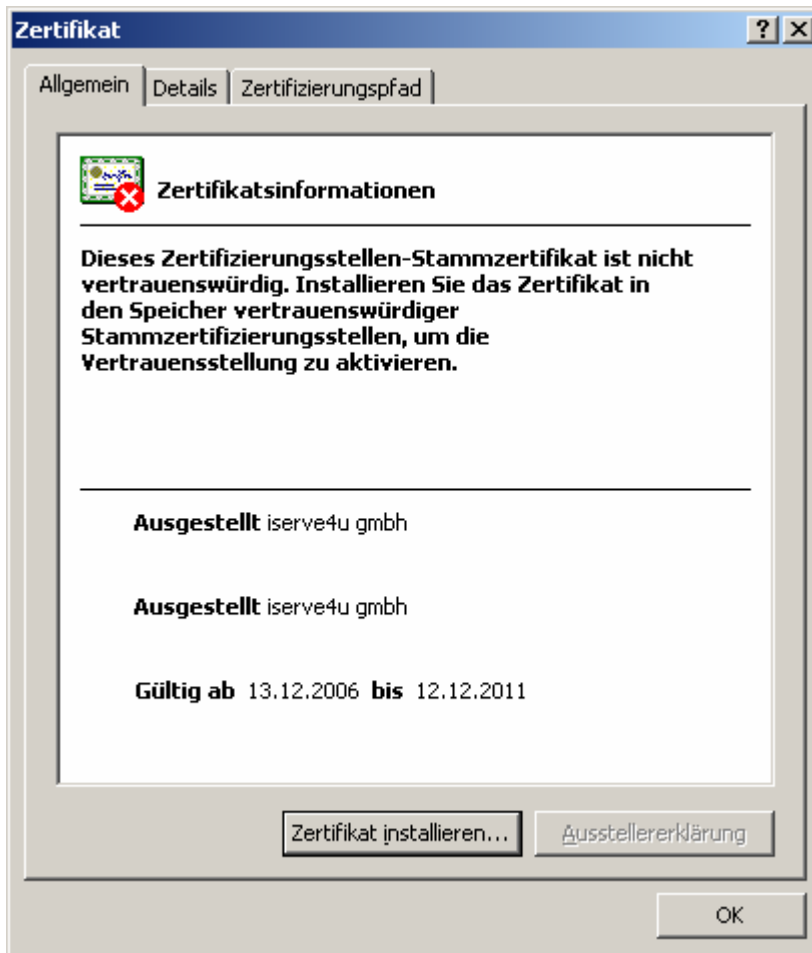 Zertifikat
Allgemein Details Zertifizierungspfad
Zertifikatsinformationen
Dieses Zertifizierungsstellen-Stammzertifikat ist nicht
vertrauenswürdig. Installieren Sie das Zertifikat in
den Speicher vertrauenswürdiger
Stammzertifizierungsstellen, um die
Vertrauensstellung zu aktivieren.
Ausgestellt iserve4u gmbh
Ausgestellt iserve4u gmbh
Gültig ab 13.12.2006 bis 12.12.2011
Zertifikat installieren... Ausstellererklärung
OK